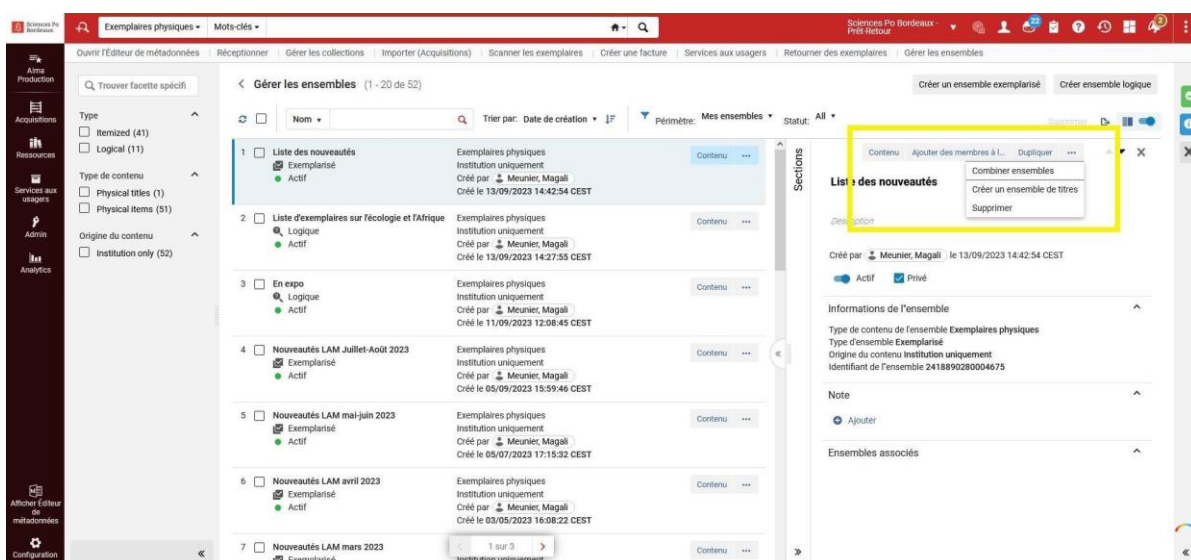 Sciences Po
Bordeaux
Exemplaires physiques
Mots-clés
Sciences Po Bordeaux -
Prêt-Retour
22
2
Ouvrir l'Éditeur de métadonnées
Réceptionner
Gérer les collections
Importer (Acquisitions)
Scanner les exemplaires
Créer une facture
Services aux usagers
Retourner des exemplaires
Gérer les ensembles
Alma
Production
Acquisitions
Ressources
Services aux
usagers
Admin
Analytics
Afficher Éditeur
de
métadonnées
Configuration
Trouver facette spécifi
Type
Itemized (41)
Logical (11)
Type de contenu
Physical titles (1)
Physical items (51)
Origine du contenu
Institution only (52)
Gérer les ensembles (1 - 20 de 52)
Créer un ensemble exemplarisé
Créer ensemble logique
Nom
Trier par: Date de création
Périmètre: Mes ensembles
Statut: All
Supprimer
1 Liste des nouveautés
Exemplarisé
Actif
Exemplaires physiques
Institution uniquement
Créé par Meunier, Magali
Créé le 13/09/2023 14:42:54 CEST
Contenu
2 Liste d'exemplaires sur l'écologie et l'Afrique
Logique
Actif
Exemplaires physiques
Institution uniquement
Créé par Meunier, Magali
Créé le 13/09/2023 14:27:55 CEST
Contenu
3 En expo
Logique
Actif
Exemplaires physiques
Institution uniquement
Créé par Meunier, Magali
Créé le 11/09/2023 12:08:45 CEST
Contenu
4 Nouveautés LAM Juillet-Août 2023
Exemplarisé
Actif
Exemplaires physiques
Institution uniquement
Créé par Meunier, Magali
Créé le 05/09/2023 15:59:46 CEST
Contenu
5 Nouveautés LAM mai-juin 2023
Exemplarisé
Actif
Exemplaires physiques
Institution uniquement
Créé par Meunier, Magali
Créé le 05/07/2023 17:15:32 CEST
Contenu
6 Nouveautés LAM avril 2023
Exemplarisé
Actif
Exemplaires physiques
Institution uniquement
Créé par Meunier, Magali
Créé le 03/05/2023 16:08:22 CEST
Contenu
7 Nouveautés LAM mars 2023
Exemplarisé
Exemplaires physiques
Institution uniquement
Contenu
1 sur 3
Sections
Contenu
Ajouter des membres à l...
Dupliquer
Combiner ensembles
Créer un ensemble de titres
Supprimer
Liste des nouveautés
Description
Créé par Meunier, Magali le 13/09/2023 14:42:54 CEST
Actif
Privé
Informations de l"ensemble
Type de contenu de l'ensemble Exemplaires physiques
Type d'ensemble Exemplarisé
Origine du contenu Institution uniquement
Identifiant de l"ensemble 2418890280004675
Note
Ajouter
Ensembles associés